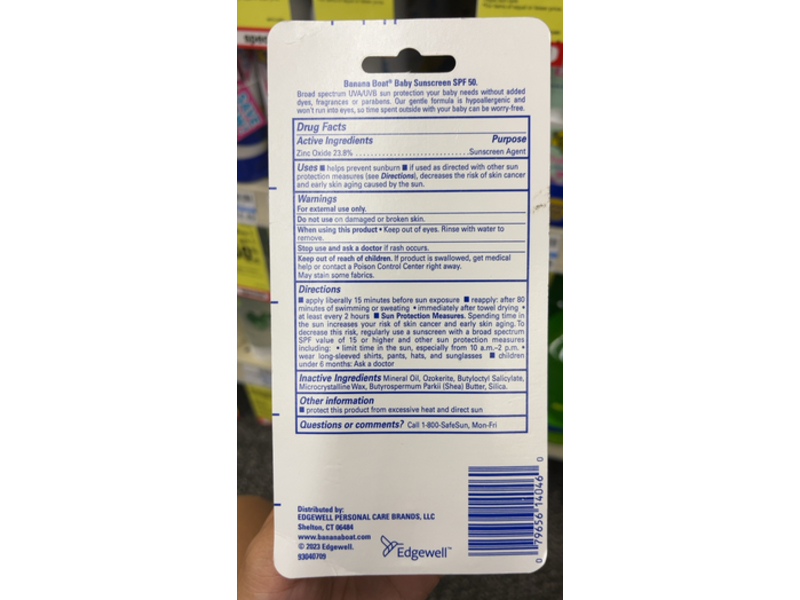 Banana Boat® Baby Sunscreen SPF 50.
Broad spectrum UVA/UVB sun protection your baby needs without added
dyes, fragrances or parabens. Our gentle formula is hypoallergenic and
won't run into eyes, so time spent outside with your baby can be worry-free.
Drug Facts
Active Ingredients Purpose
Zinc Oxide 23.8% ............................Sunscreen Agent
Uses ■ helps prevent sunburn ■ if used as directed with other sun
protection measures (see Directions), decreases the risk of skin cancer
and early skin aging caused by the sun.
Warnings
For external use only.
Do not use on damaged or broken skin.
When using this product • Keep out of eyes. Rinse with water to
remove.
Stop use and ask a doctor if rash occurs.
Keep out of reach of children. If product is swallowed, get medical
help or contact a Poison Control Center right away.
May stain some fabrics.
Directions
■ apply liberally 15 minutes before sun exposure ■ reapply: after 80
minutes of swimming or sweating • immediately after towel drying •
at least every 2 hours ■ Sun Protection Measures. Spending time in
the sun increases your risk of skin cancer and early skin aging. To
decrease this risk, regularly use a sunscreen with a broad spectrum
SPF value of 15 or higher and other sun protection measures
including: • limit time in the sun, especially from 10 a.m.–2 p.m. •
wear long-sleeved shirts, pants, hats, and sunglasses ■ children
under 6 months: Ask a doctor
Inactive Ingredients Mineral Oil, Ozokerite, Butyloctyl Salicylate,
Microcrystalline Wax, Butyrospermum Parkii (Shea) Butter, Silica.
Other information
■ protect this product from excessive heat and direct sun
Questions or comments? Call 1-800-SafeSun, Mon-Fri
Distributed by:
EDGEWELL PERSONAL CARE BRANDS, LLC
Shelton, CT 06484
www.bananaboat.com
© 2023 Edgewell.
93040709
Edgewell™
0 79656 14046 0